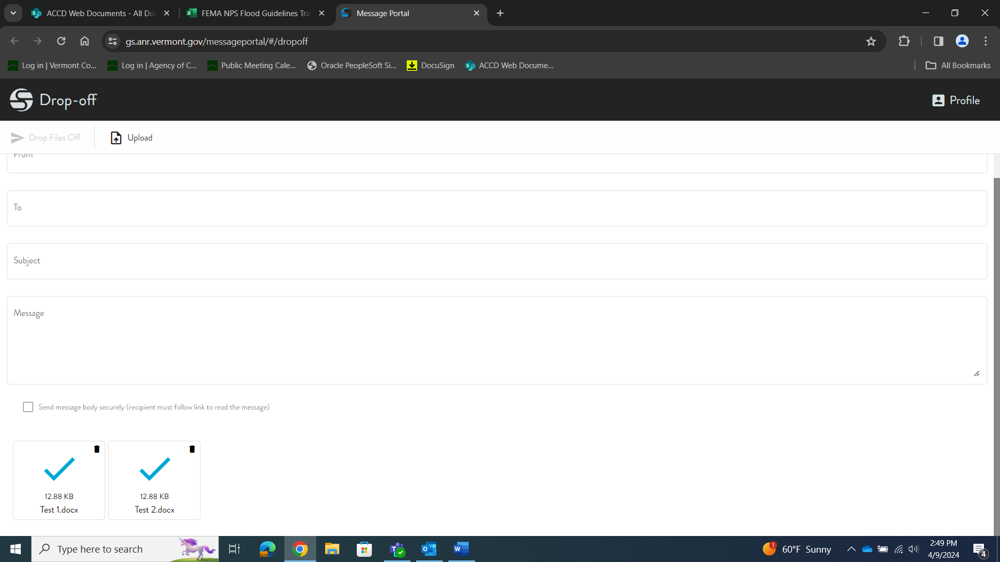 ACCD Web Documents - All Do
FEMA NPS Flood Guidelines Tra
Message Portal
gs.anr.vermont.gov/messageportal/#/dropoff
Log in | Vermont Co...
Log in | Agency of C...
Public Meeting Cale...
Oracle PeopleSoft Si...
DocuSign
ACCD Web Docume...
All Bookmarks
Drop-off
Profile
Drop Files Off
Upload
From
To
Subject
Message
Send message body securely (recipient must follow link to read the message)
12.88 KB
Test 1.docx
12.88 KB
Test 2.docx
Type here to search
1
60°F Sunny
2:49 PM
4/9/2024
4